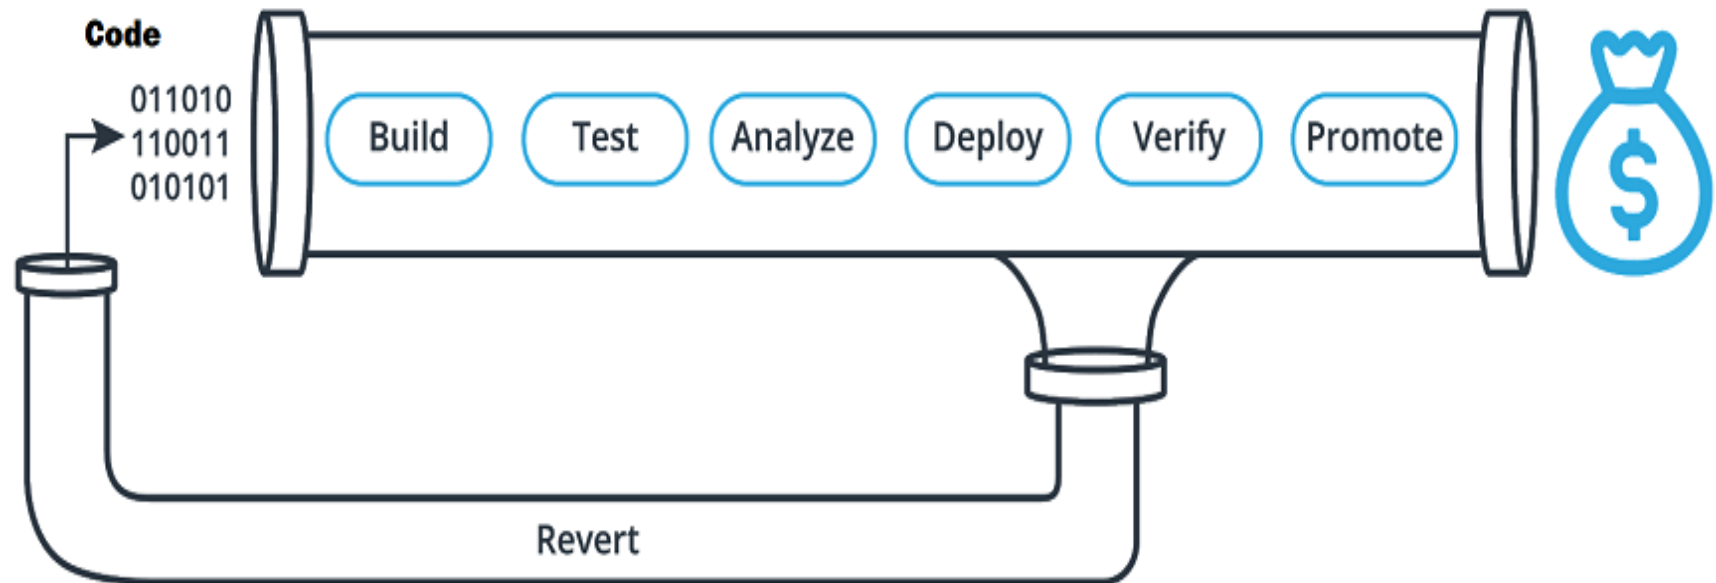 Code
011010
110011
010101
Build
Test
Analyze
Deploy
Verify
Promote
$
Revert